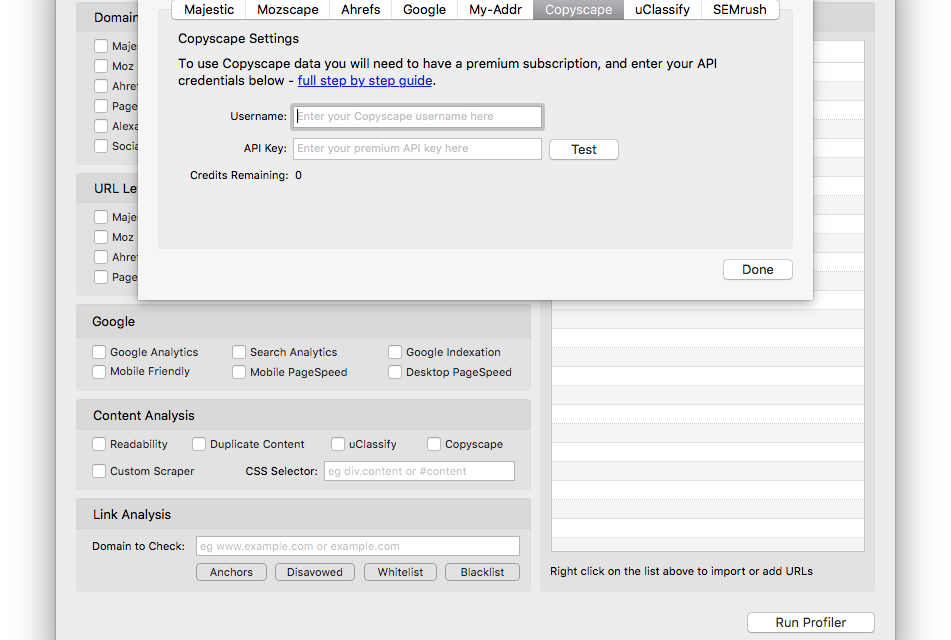 Majestic Mozscape Ahrefs Google My-Addr Copyscape uClassify SEMrush
Copyscape Settings
To use Copyscape data you will need to have a premium subscription, and enter your API
credentials below - full step by step guide.
Username: Enter your Copyscape username here
API Key: Enter your premium API key here Test
Credits Remaining: 0
Done
Domain
Maje
Moz
Ahre
Page
Alexa
Socia
URL Le
Maje
Moz
Ahre
Page
Google
Google Analytics Search Analytics Google Indexation
Mobile Friendly Mobile PageSpeed Desktop PageSpeed
Content Analysis
Readability Duplicate Content uClassify Copyscape
Custom Scraper CSS Selector: eg div.content or #content
Link Analysis
Domain to Check: eg www.example.com or example.com
Anchors Disavowed Whitelist Blacklist
Right click on the list above to import or add URLs
Run Profiler